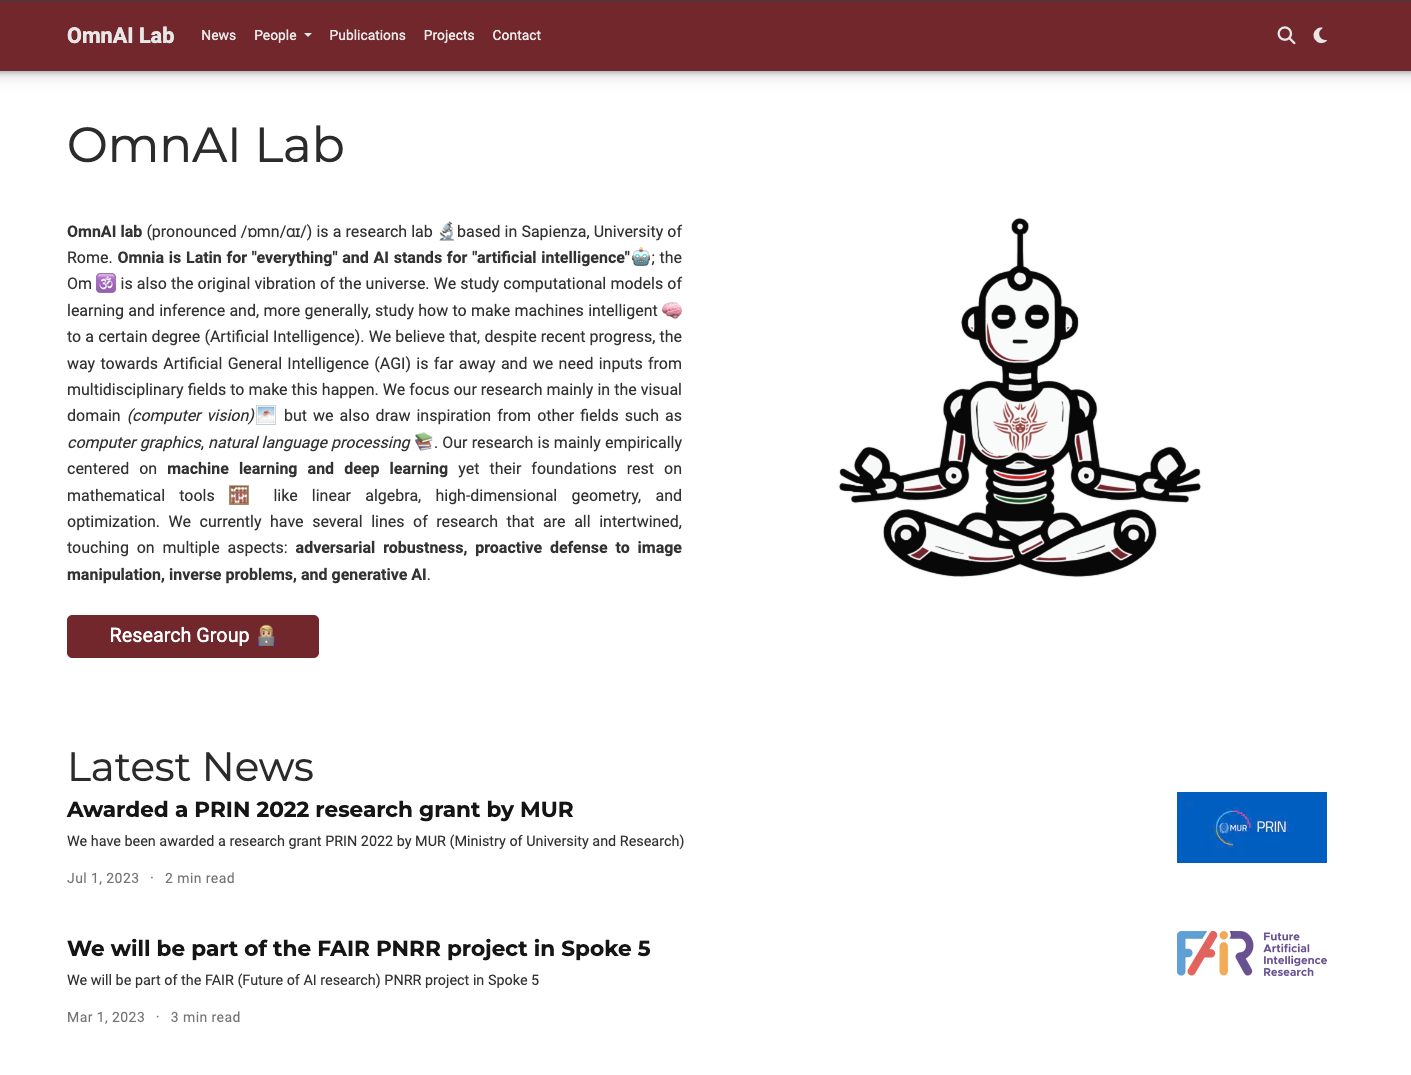 OmnAI Lab News People Publications Projects Contact
OmnAI Lab
OmnAI lab (pronounced /ɒmn/ɑɪ/) is a research lab 🔬based in Sapienza, University of
Rome. Omnia is Latin for "everything" and AI stands for "artificial intelligence"🤖; the
Om 🕉️ is also the original vibration of the universe. We study computational models of
learning and inference and, more generally, study how to make machines intelligent 🧠
to a certain degree (Artificial Intelligence). We believe that, despite recent progress, the
way towards Artificial General Intelligence (AGI) is far away and we need inputs from
multidisciplinary fields to make this happen. We focus our research mainly in the visual
domain (computer vision) but we also draw inspiration from other fields such as
computer graphics, natural language processing 📚. Our research is mainly empirically
centered on machine learning and deep learning yet their foundations rest on
mathematical tools 🧮 like linear algebra, high-dimensional geometry, and
optimization. We currently have several lines of research that are all intertwined,
touching on multiple aspects: adversarial robustness, proactive defense to image
manipulation, inverse problems, and generative AI.
Research Group
Latest News
Awarded a PRIN 2022 research grant by MUR
We have been awarded a research grant PRIN 2022 by MUR (Ministry of University and Research)
Jul 1, 2023 · 2 min read
MUR PRIN
We will be part of the FAIR PNRR project in Spoke 5
We will be part of the FAIR (Future of AI research) PNRR project in Spoke 5
Mar 1, 2023 · 3 min read
FAIR
Future
Artificial
Intelligence
Research